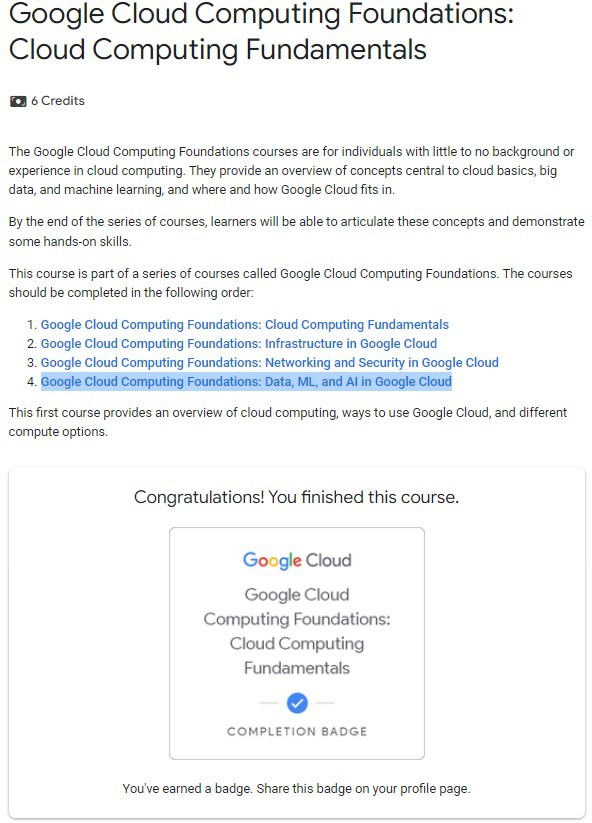 Google Cloud Computing Foundations:
Cloud Computing Fundamentals
6 Credits
The Google Cloud Computing Foundations courses are for individuals with little to no background or
experience in cloud computing. They provide an overview of concepts central to cloud basics, big
data, and machine learning, and where and how Google Cloud fits in.
By the end of the series of courses, learners will be able to articulate these concepts and demonstrate
some hands-on skills.
This course is part of a series of courses called Google Cloud Computing Foundations. The courses
should be completed in the following order:
1. Google Cloud Computing Foundations: Cloud Computing Fundamentals
2. Google Cloud Computing Foundations: Infrastructure in Google Cloud
3. Google Cloud Computing Foundations: Networking and Security in Google Cloud
4. Google Cloud Computing Foundations: Data, ML, and AI in Google Cloud
This first course provides an overview of cloud computing, ways to use Google Cloud, and different
compute options.
Congratulations! You finished this course.
Google Cloud
Google Cloud
Computing Foundations:
Cloud Computing
Fundamentals
COMPLETION BADGE
You've earned a badge. Share this badge on your profile page.